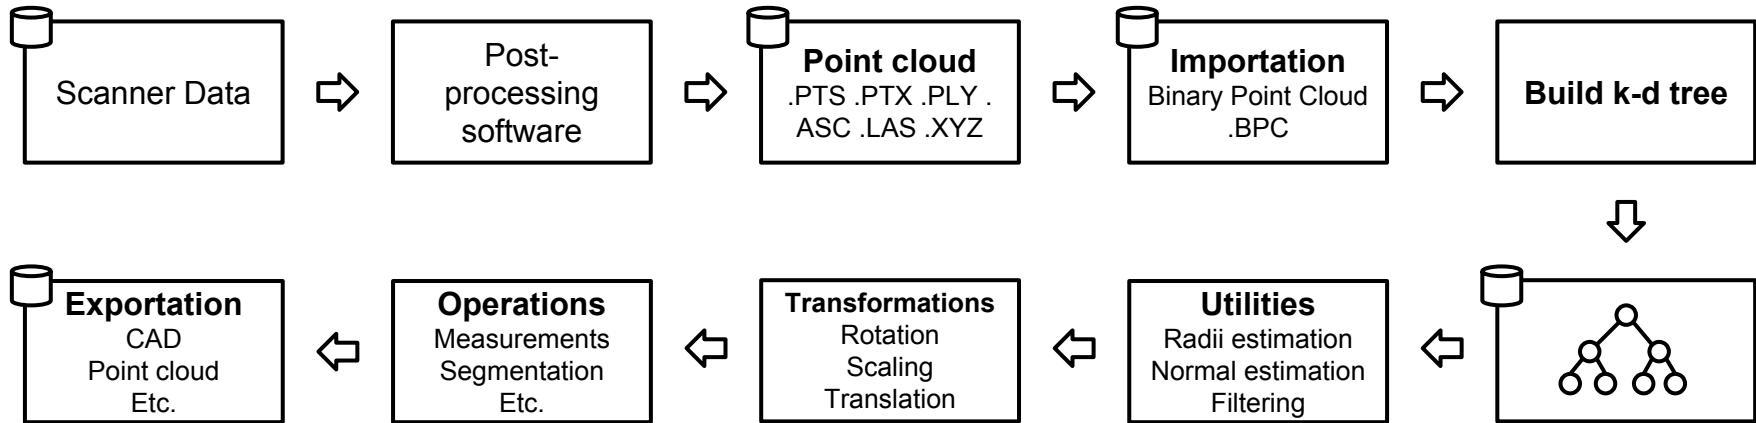 Scanner Data
Post-
processing
software
Point cloud
.PTS .PTX .PLY .
ASC .LAS .XYZ
Importation
Binary Point Cloud
.BPC
Build k-d tree
Exportation
CAD
Point cloud
Etc.
Operations
Measurements
Segmentation
Etc.
Transformations
Rotation
Scaling
Translation
Utilities
Radii estimation
Normal estimation
Filtering